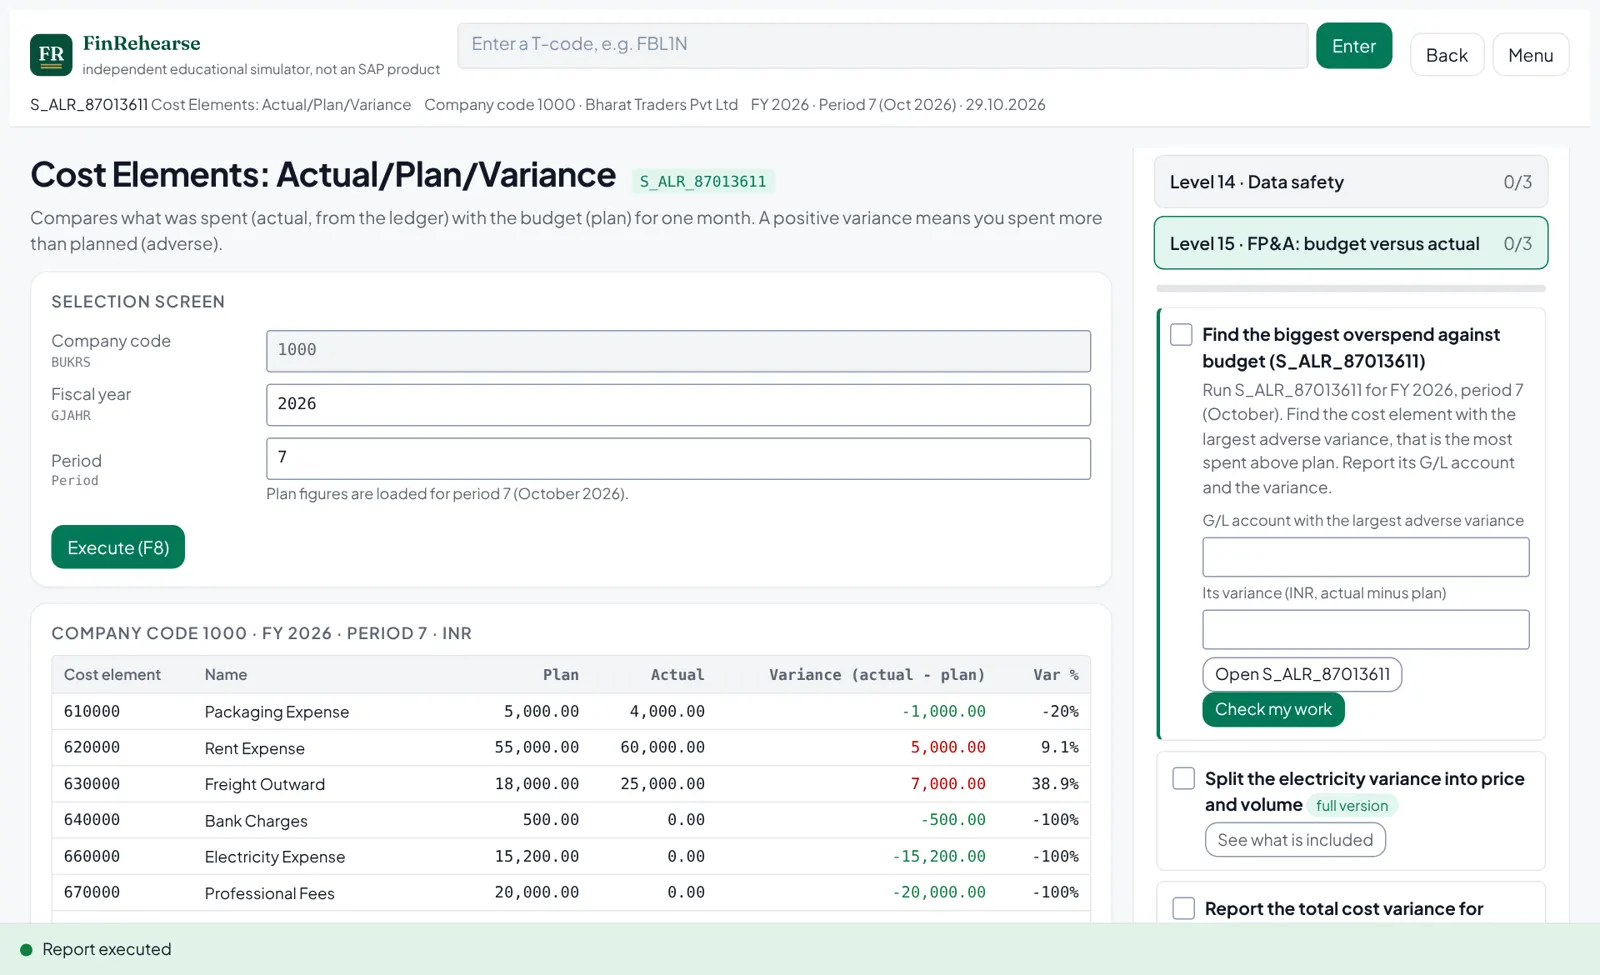 FR
FinRehearse
independent educational simulator, not an SAP product
Enter a T-code, e.g. FBL1N
Enter
Back
Menu
S_ALR_87013611 Cost Elements: Actual/Plan/Variance Company code 1000 · Bharat Traders Pvt Ltd FY 2026 · Period 7 (Oct 2026) · 29.10.2026
Cost Elements: Actual/Plan/Variance S_ALR_87013611
Compares what was spent (actual, from the ledger) with the budget (plan) for one month. A positive variance means you spent more
than planned (adverse).
SELECTION SCREEN
Company code
BUKRS
1000
Fiscal year
GJAHR
2026
Period
Period
7
Plan figures are loaded for period 7 (October 2026).
Execute (F8)
COMPANY CODE 1000 · FY 2026 · PERIOD 7 · INR
Cost element Name Plan Actual Variance (actual - plan) Var %
610000 Packaging Expense 5,000.00 4,000.00 -1,000.00 -20%
620000 Rent Expense 55,000.00 60,000.00 5,000.00 9.1%
630000 Freight Outward 18,000.00 25,000.00 7,000.00 38.9%
640000 Bank Charges 500.00 0.00 -500.00 -100%
660000 Electricity Expense 15,200.00 0.00 -15,200.00 -100%
670000 Professional Fees 20,000.00 0.00 -20,000.00 -100%
Level 14 · Data safety 0/3
Level 15 · FP&A: budget versus actual 0/3
Find the biggest overspend against
budget (S_ALR_87013611)
Run S_ALR_87013611 for FY 2026, period 7
(October). Find the cost element with the
largest adverse variance, that is the most
spent above plan. Report its G/L account
and the variance.
G/L account with the largest adverse variance
Its variance (INR, actual minus plan)
Open S_ALR_87013611
Check my work
Split the electricity variance into price
and volume full version
See what is included
Report the total cost variance for
Report executed